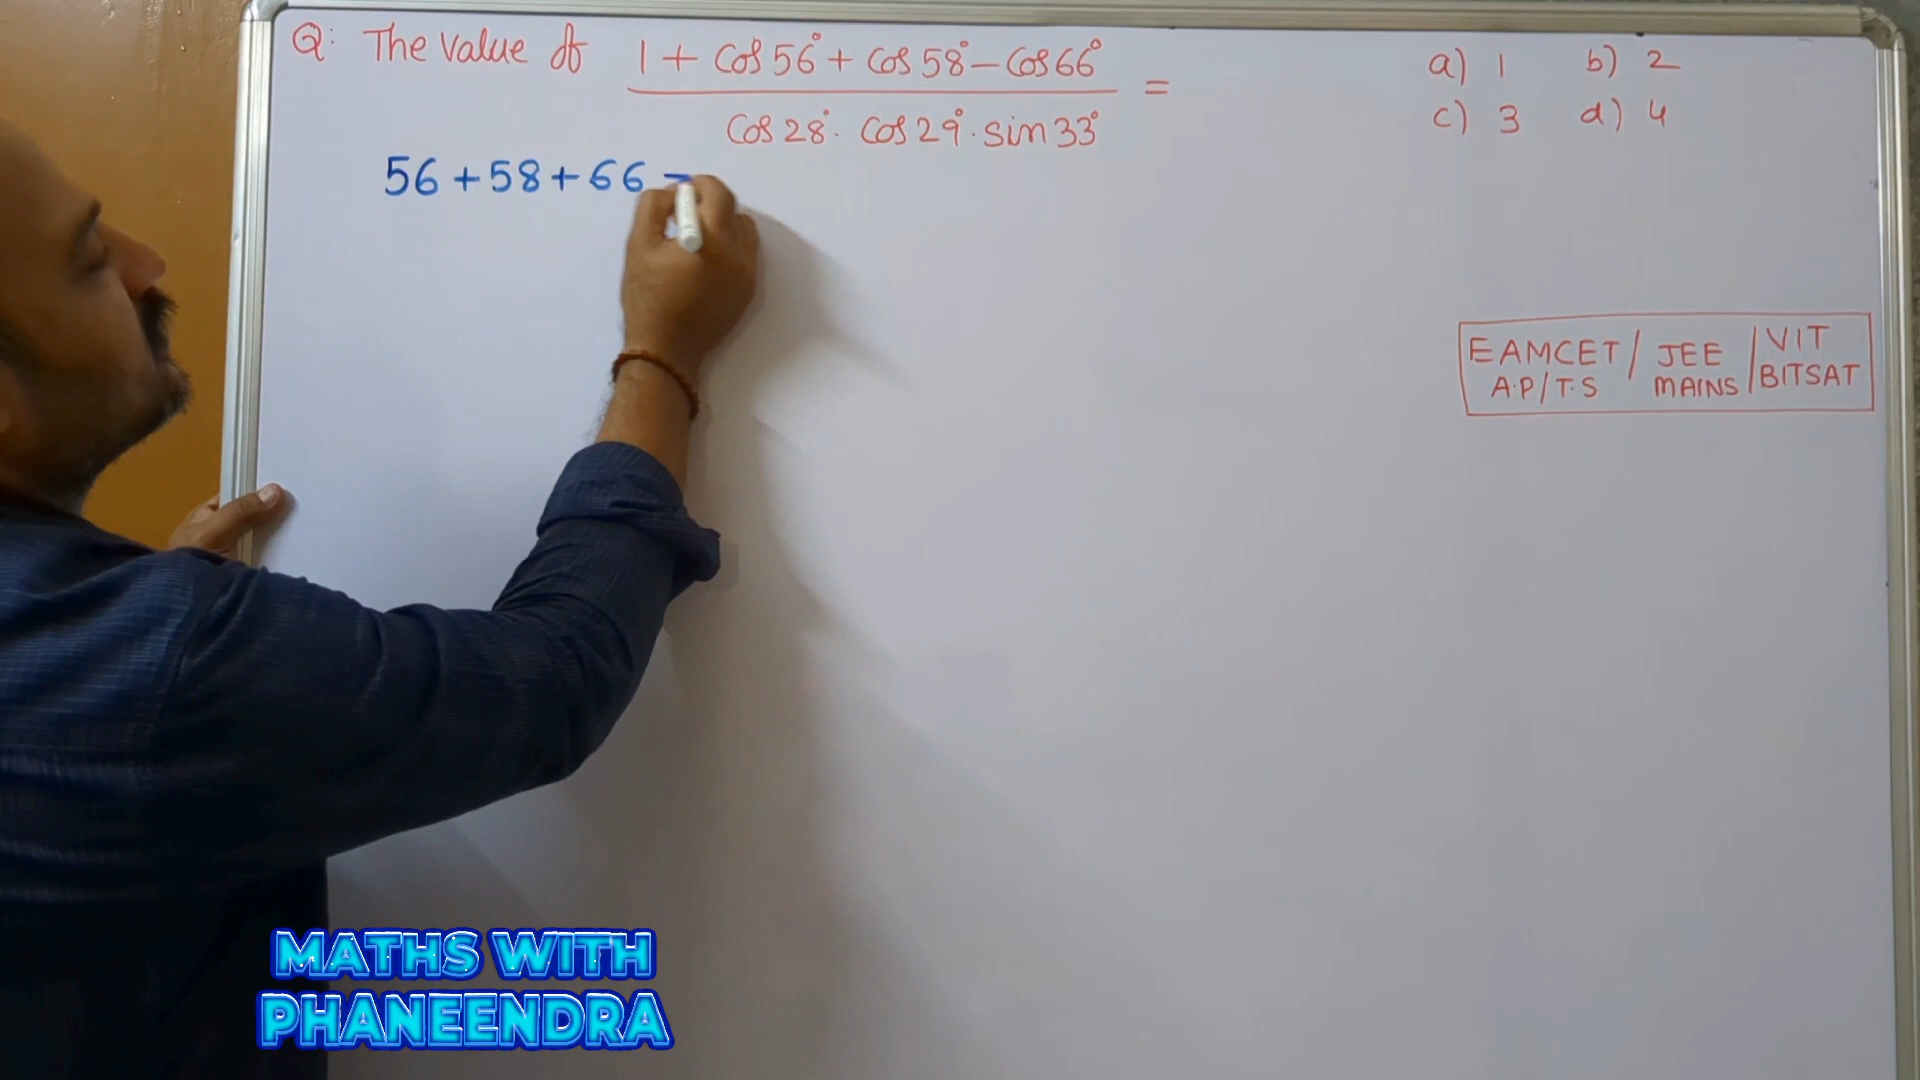 Q: The value of 1 + Cos 56° + Cos 58° – Cos 66° =
Cos 28°. Cos 29°. sin 33°
a) 1 b) 2
c) 3 d) 4
56 + 58 + 66 =
EAMCET / JEE / VIT
A.P / T.S MAINS BITSAT
MATHS WITH
PHANEENDRA